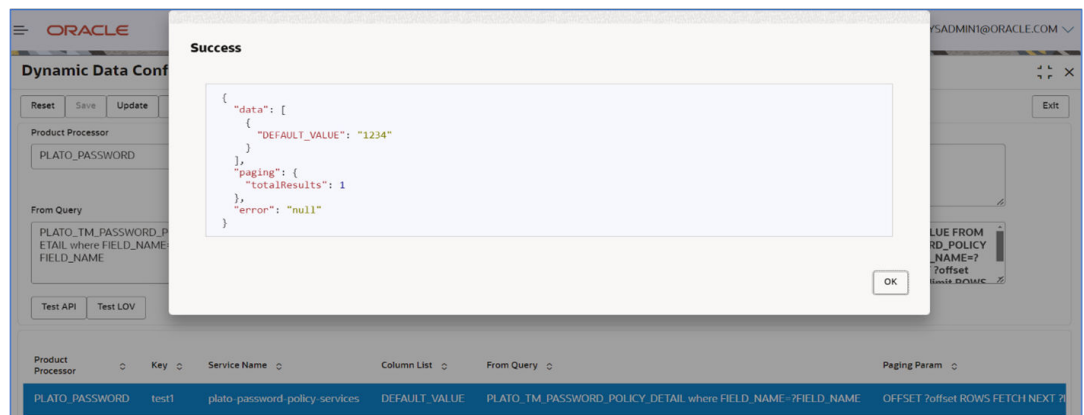 ORACLE
YSADMIN1@ORACLE.COM
Dynamic Data Conf
Reset Save Update
Exit
Product Processor
PLATO_PASSWORD
From Query
PLATO_TM_PASSWORD_P
ETAIL where FIELD_NAME=
FIELD_NAME
LUE FROM
RD_POLICY
_NAME=?
?offset
limit ROWS
Test API Test LOV
Success
{
"data": [
{
"DEFAULT_VALUE": "1234"
}
],
"paging": {
"totalResults": 1
},
"error": "null"
}
OK
Product Processor Key Service Name Column List From Query Paging Param
PLATO_PASSWORD test1 plato-password-policy-services DEFAULT_VALUE PLATO_TM_PASSWORD_POLICY_DETAIL where FIELD_NAME=?FIELD_NAME OFFSET ?offset ROWS FETCH NEXT ?l